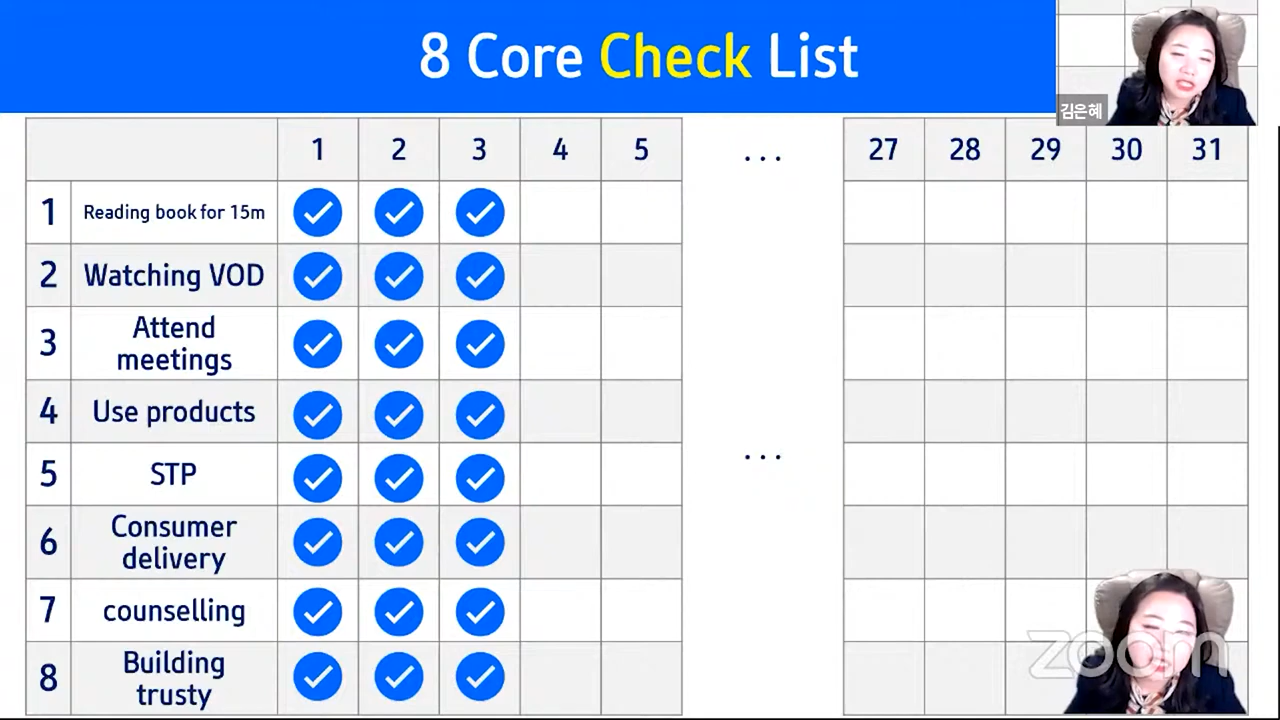 8 Core Check List
김은혜
1 2 3 4 5 ... 27 28 29 30 31
1 Reading book for 15m
2 Watching VOD
3 Attend
meetings
4 Use products
5 STP
...
6 Consumer
delivery
7 counselling
8 Building
trusty
zoom